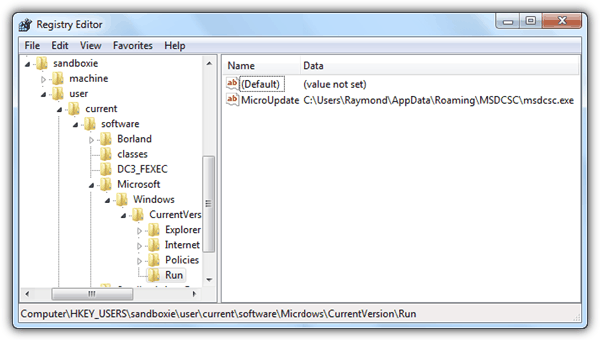 Registry Editor
File Edit View Favorites Help
sandboxie
machine
user
current
software
Borland
classes
DC3_FEXEC
Microsoft
Windows
CurrentVers
Explorer
Internet
Policies
Run
Name Data
ab (Default) (value not set)
ab MicroUpdate C:\Users\Raymond\AppData\Roaming\MSDCSC\msdcsc.exe
Computer\HKEY_USERS\sandboxie\user\current\software\Micrdows\CurrentVersion\Run